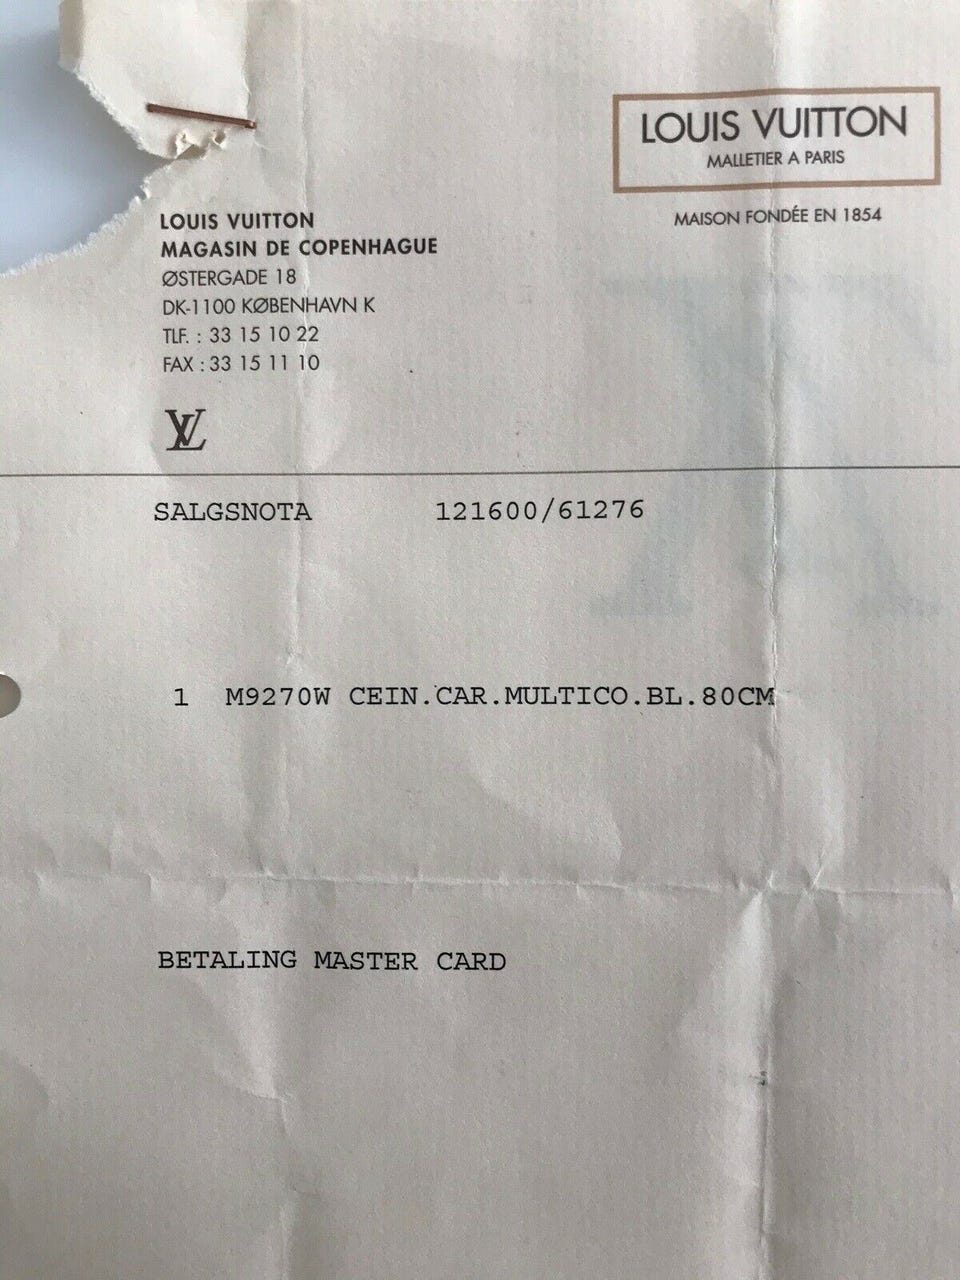 LOUIS VUITTON
MALLETIER A PARIS
MAISON FONDÉE EN 1854
LOUIS VUITTON
MAGASIN DE COPENHAGUE
ØSTERGADE 18
DK-1100 KØBENHAVN K
TLF. : 33 15 10 22
FAX : 33 15 11 10
LV
SALGSNOTA 121600/61276
1 M9270W CEIN.CAR.MULTICO.BL.80CM
BETALING MASTER CARD